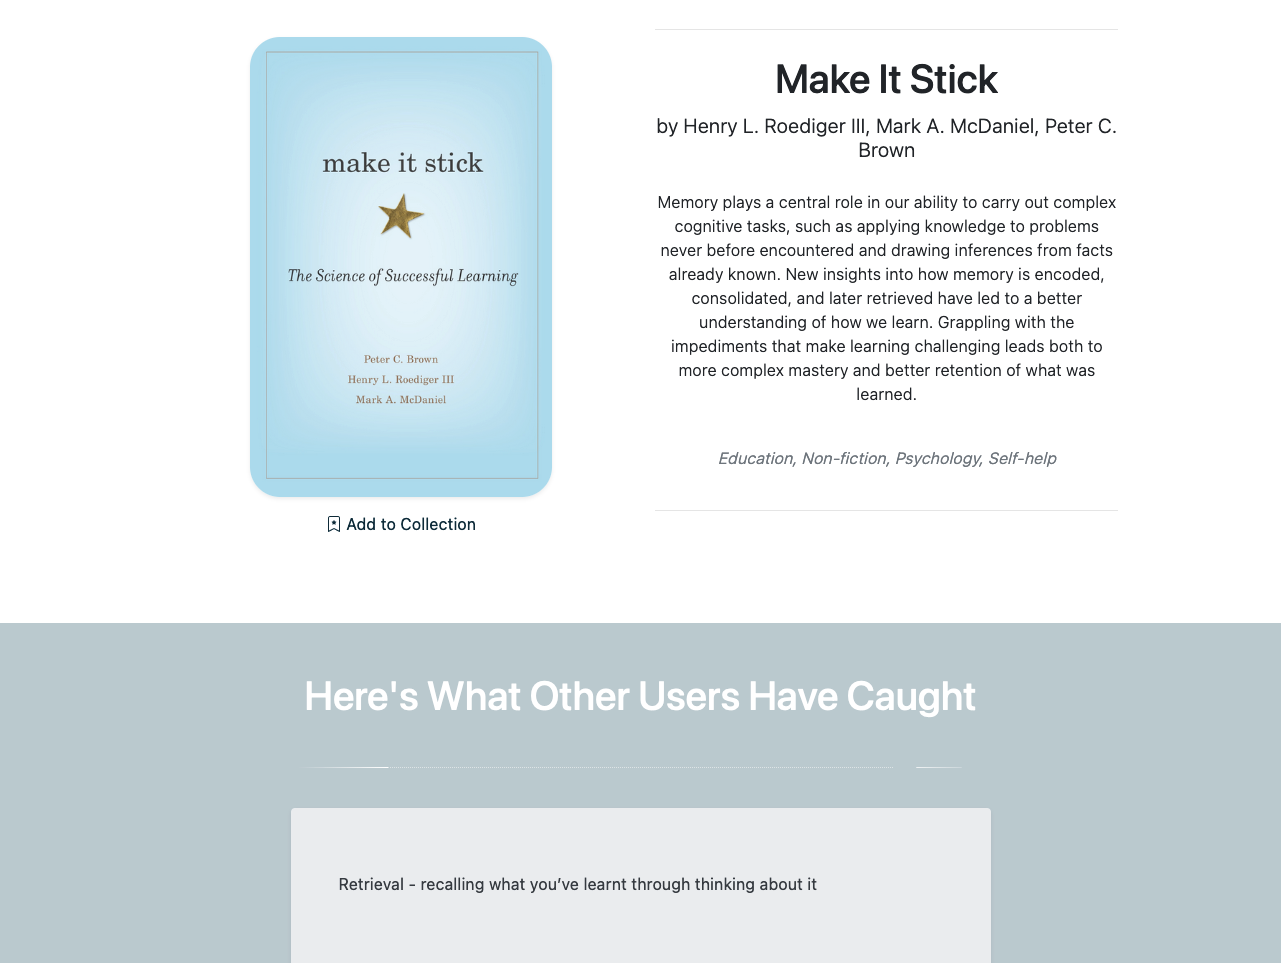 make it stick
The Science of Successful Learning
Peter C. Brown
Henry L. Roediger III
Mark A. McDaniel
Add to Collection
Make It Stick
by Henry L. Roediger III, Mark A. McDaniel, Peter C.
Brown
Memory plays a central role in our ability to carry out complex
cognitive tasks, such as applying knowledge to problems
never before encountered and drawing inferences from facts
already known. New insights into how memory is encoded,
consolidated, and later retrieved have led to a better
understanding of how we learn. Grappling with the
impediments that make learning challenging leads both to
more complex mastery and better retention of what was
learned.
Education, Non-fiction, Psychology, Self-help
Here's What Other Users Have Caught
Retrieval - recalling what you’ve learnt through thinking about it